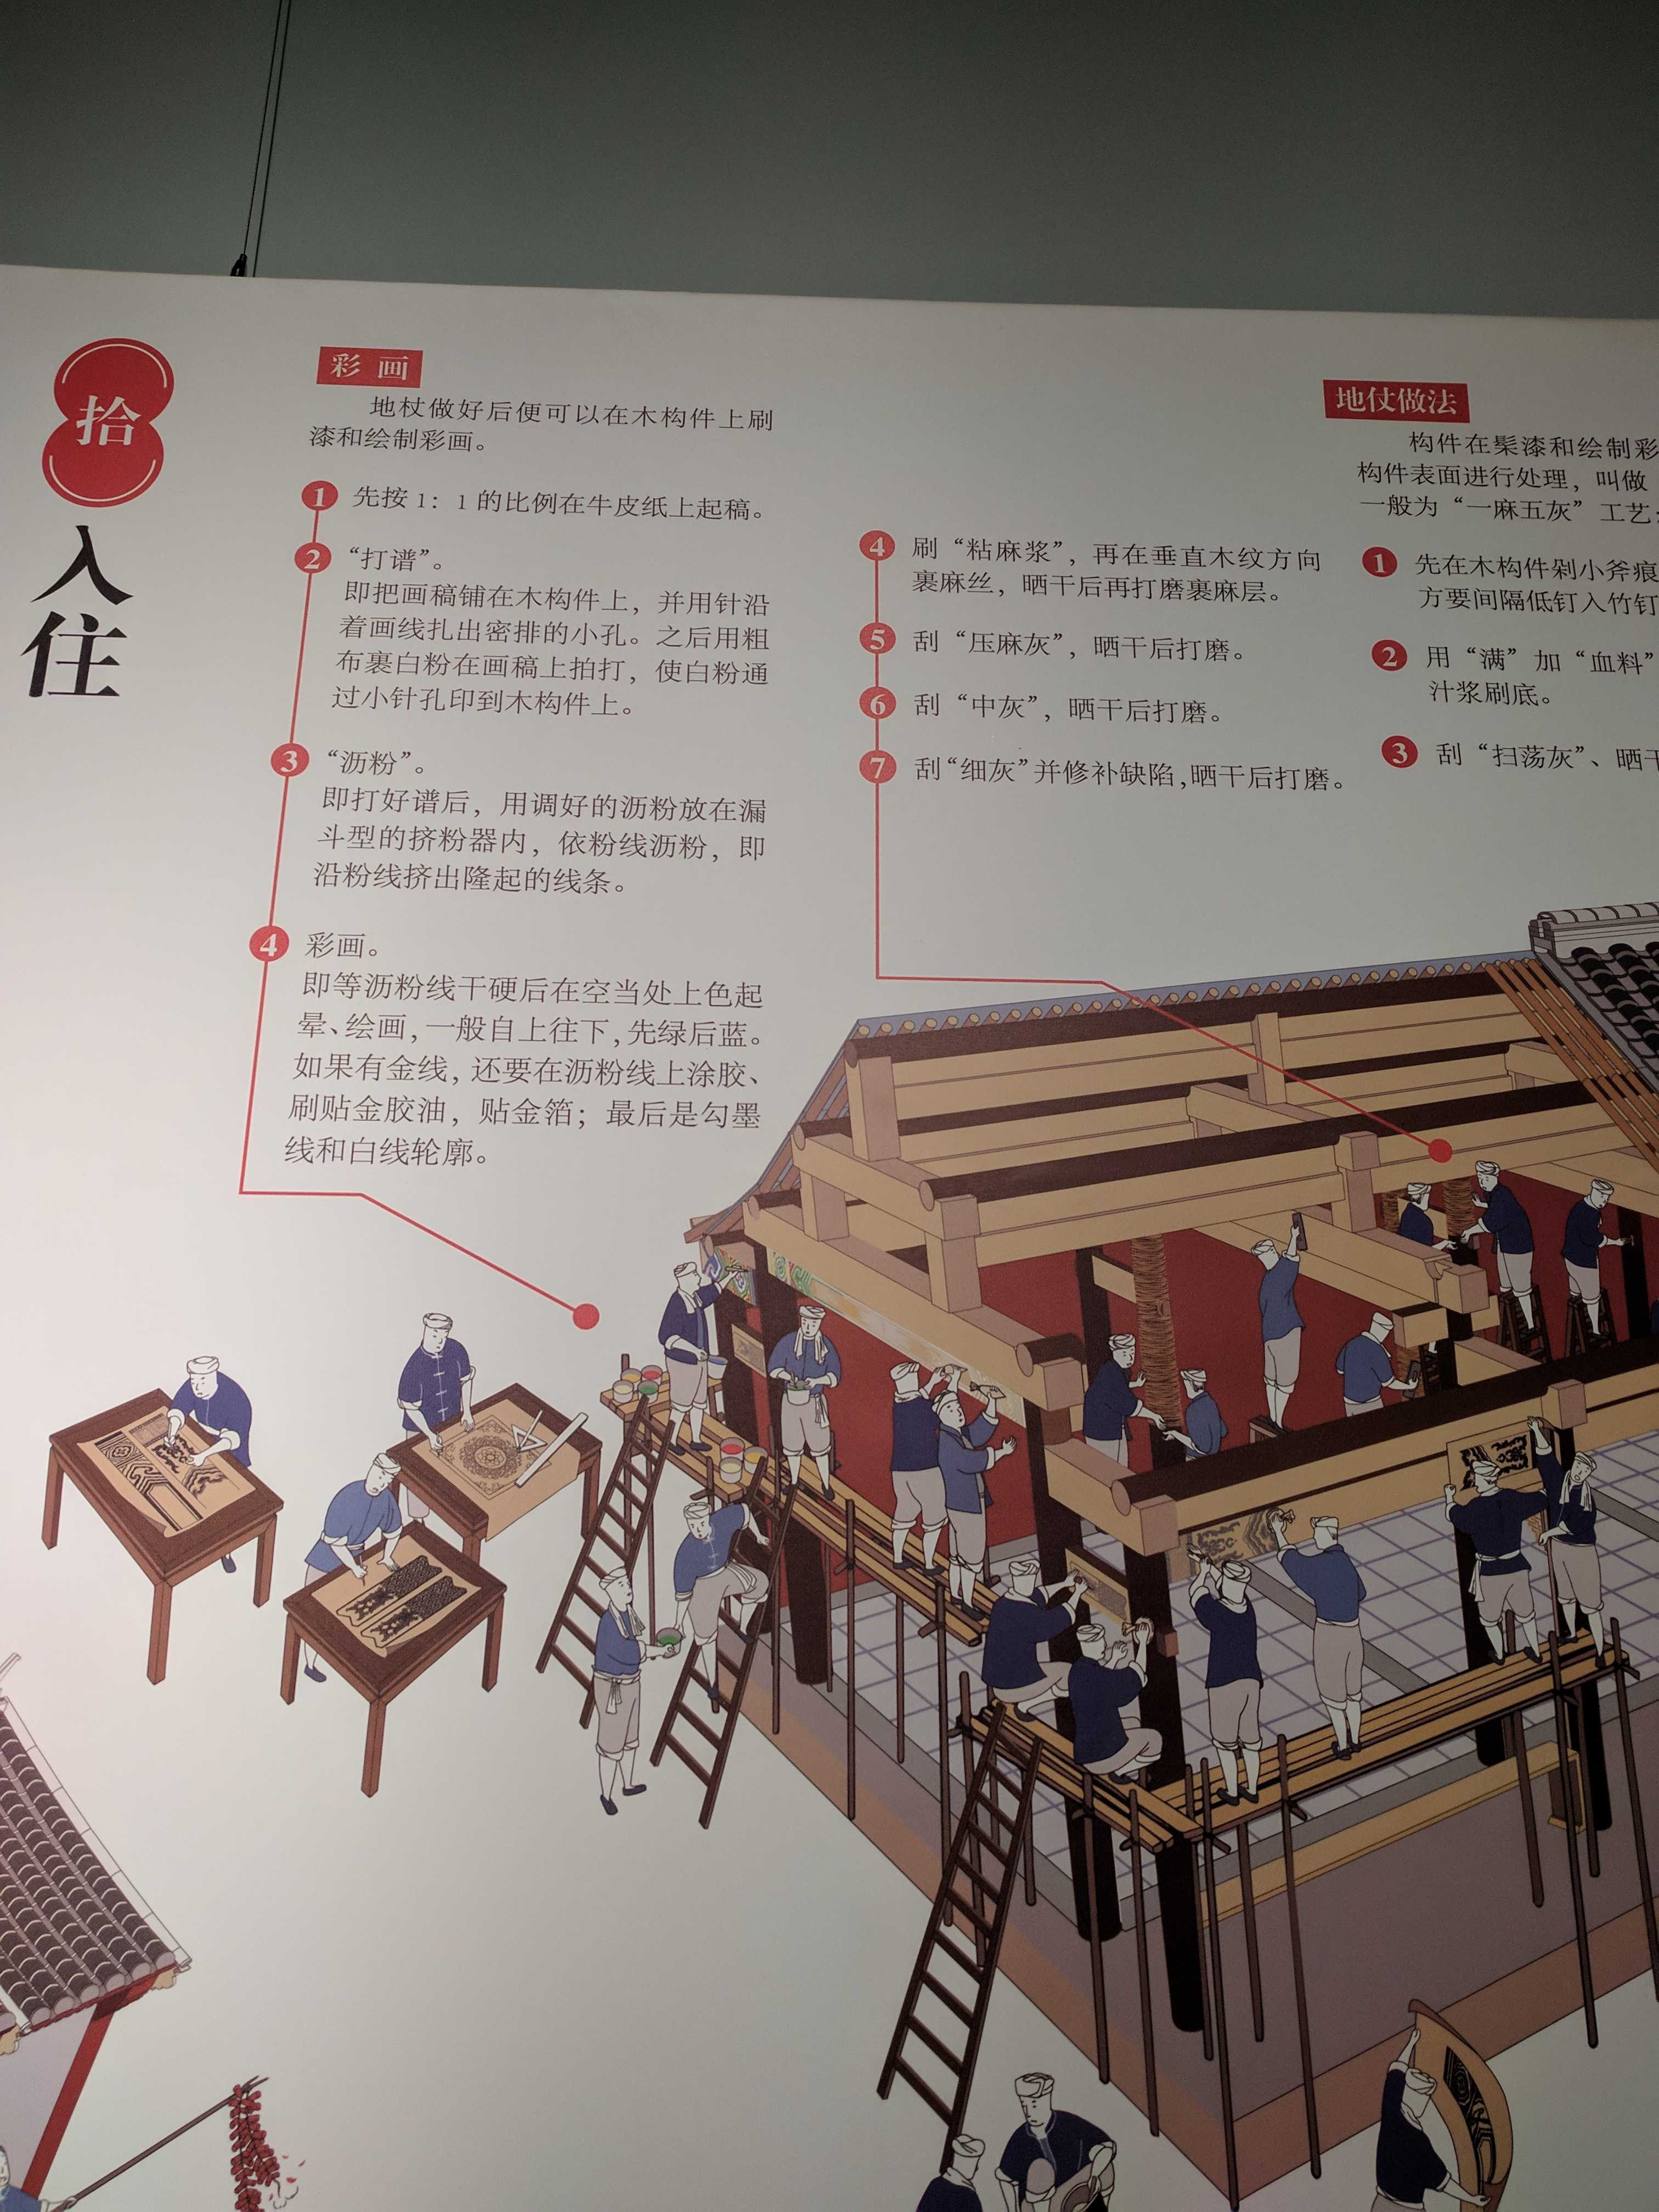 拾
入住
彩画
地杖做好后便可以在木构件上刷
漆和绘制彩画。
1 先按1：1的比例在牛皮纸上起稿。
2 “打谱”。
即把画稿铺在木构件上，并用针沿
着画线扎出密排的小孔。之后用粗
布裹白粉在画稿上拍打，使白粉通
过小针孔印到木构件上。
3 “沥粉”。
即打好谱后，用调好的沥粉放在漏
斗型的挤粉器内，依粉线沥粉，即
沿粉线挤出隆起的线条。
4 彩画。
即等沥粉线干硬后在空当处上色起
晕、绘画，一般自上往下，先绿后蓝。
如果有金线，还要在沥粉线上涂胶、
刷贴金胶油，贴金箔；最后是勾墨
线和白线轮廓。
4 刷“粘麻浆”，再在垂直木纹方向
裹麻丝，晒干后再打磨裹麻层。
5 刮“压麻灰”，晒干后打磨。
6 刮“中灰”，晒干后打磨。
7 刮“细灰”并修补缺陷，晒干后打磨。
地仗做法
构件在髹漆和绘制彩
构件表面进行处理，叫做
一般为“一麻五灰”工艺：
1 先在木构件剁小斧痕
方要间隔低钉入竹钉
2 用“满”加“血料”
汁浆刷底。
3 刮“扫荡灰”、晒干